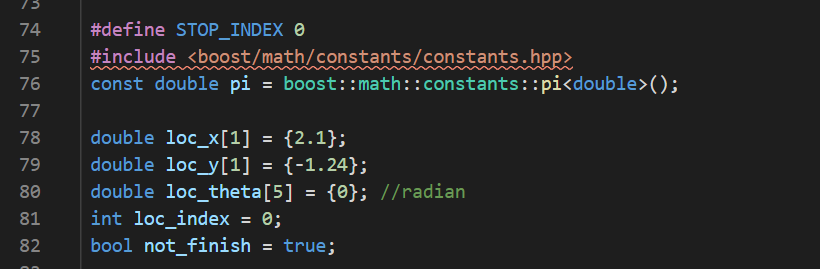 73
74 #define STOP_INDEX 0
75 #include <boost/math/constants/constants.hpp>
76 const double pi = boost::math::constants::pi<double>();
77
78 double loc_x[1] = {2.1};
79 double loc_y[1] = {-1.24};
80 double loc_theta[5] = {0}; //radian
81 int loc_index = 0;
82 bool not_finish = true;